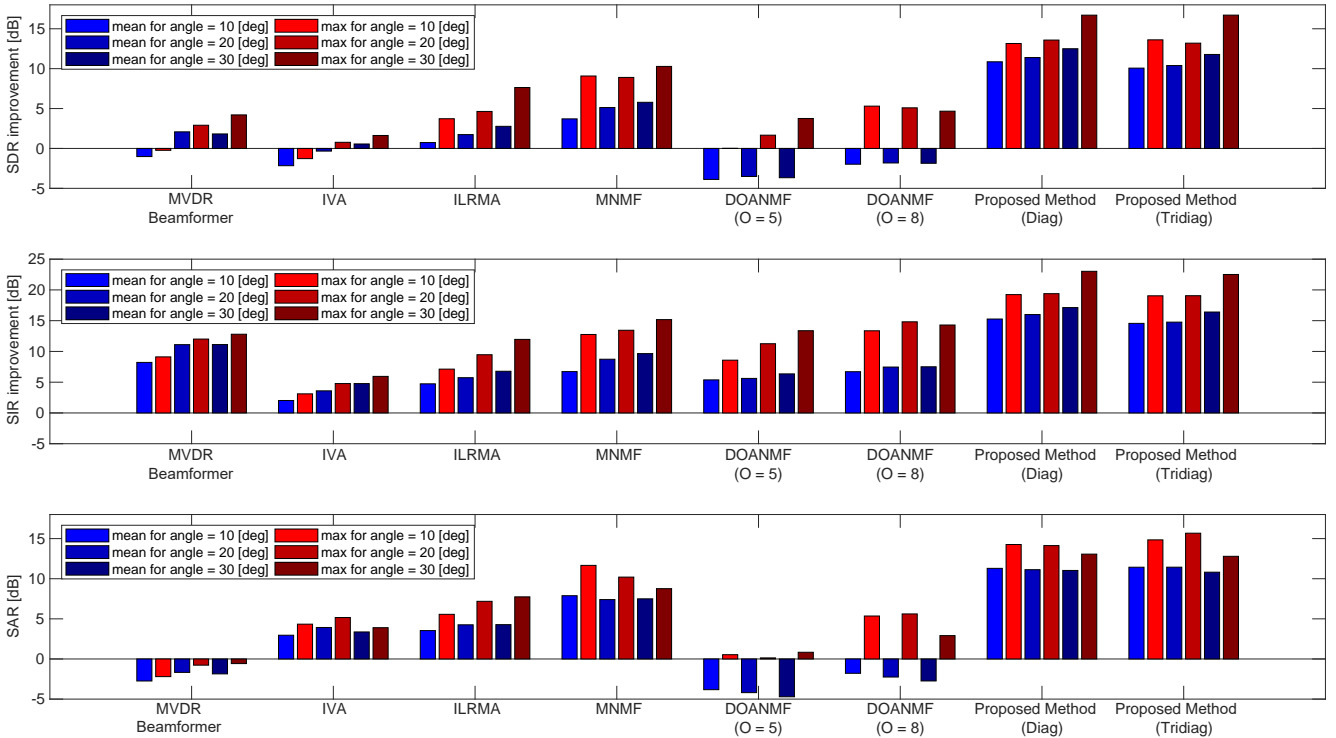 SDR improvement [dB]
15
10
5
0
-5
mean for angle = 10 [deg] max for angle = 10 [deg]
mean for angle = 20 [deg] max for angle = 20 [deg]
mean for angle = 30 [deg] max for angle = 30 [deg]
MVDR IVA ILRMA MNMF DOANMF DOANMF Proposed Method Proposed Method
Beamformer (O = 5) (O = 8) (Diag) (Tridiag)
SIR improvement [dB]
25
20
15
10
5
0
-5
mean for angle = 10 [deg] max for angle = 10 [deg]
mean for angle = 20 [deg] max for angle = 20 [deg]
mean for angle = 30 [deg] max for angle = 30 [deg]
MVDR IVA ILRMA MNMF DOANMF DOANMF Proposed Method Proposed Method
Beamformer (O = 5) (O = 8) (Diag) (Tridiag)
SAR [dB]
15
10
5
0
-5
mean for angle = 10 [deg] max for angle = 10 [deg]
mean for angle = 20 [deg] max for angle = 20 [deg]
mean for angle = 30 [deg] max for angle = 30 [deg]
MVDR IVA ILRMA MNMF DOANMF DOANMF Proposed Method Proposed Method
Beamformer (O = 5) (O = 8) (Diag) (Tridiag)